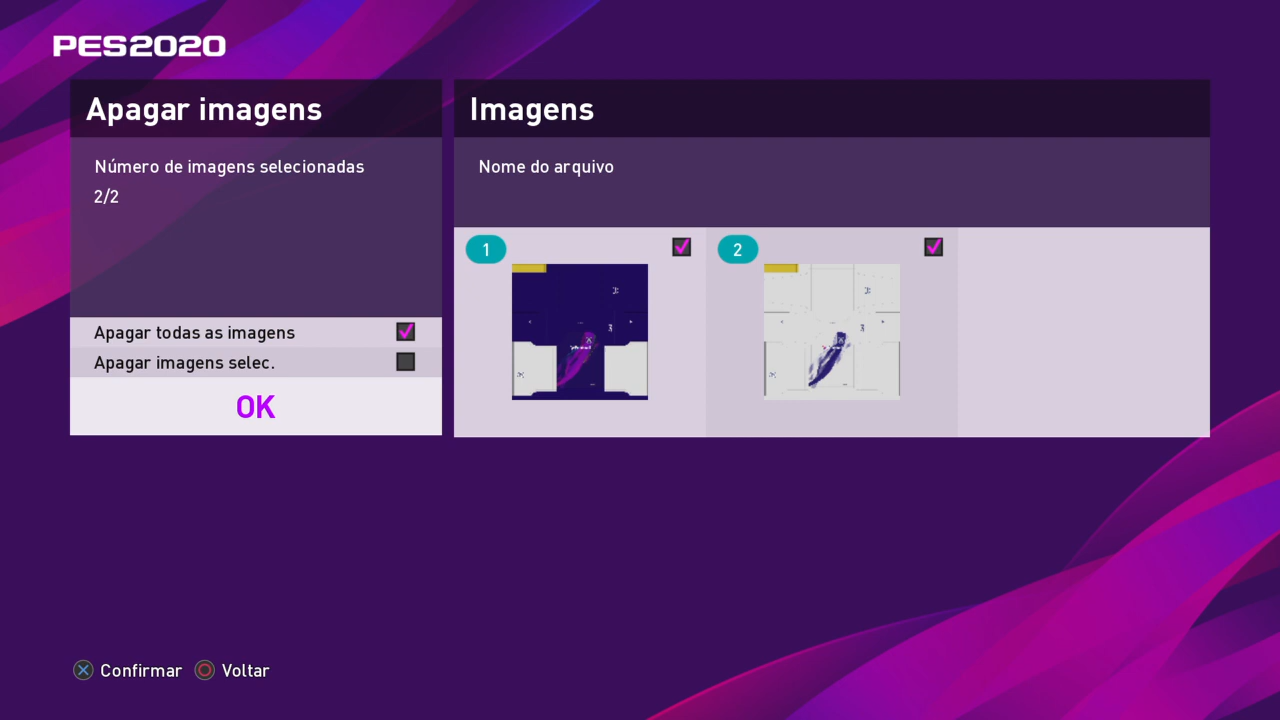 PES2020
Apagar imagens
Número de imagens selecionadas
2/2
Apagar todas as imagens
Apagar imagens selec.
OK
Imagens
Nome do arquivo
1
2
Confirmar
Voltar